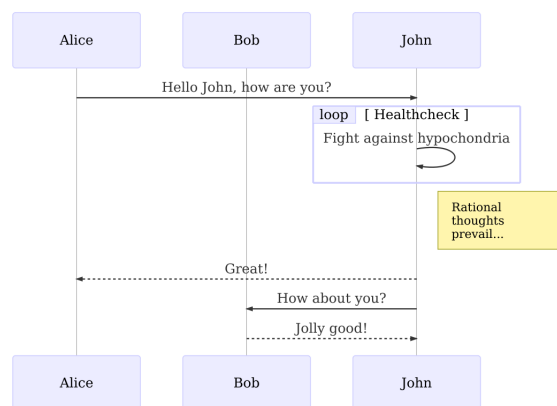 Alice Bob John
Hello John, how are you?
loop [ Healthcheck ]
Fight against hypochondria
Rational
thoughts
prevail...
Great!
How about you?
Jolly good!
Alice Bob John